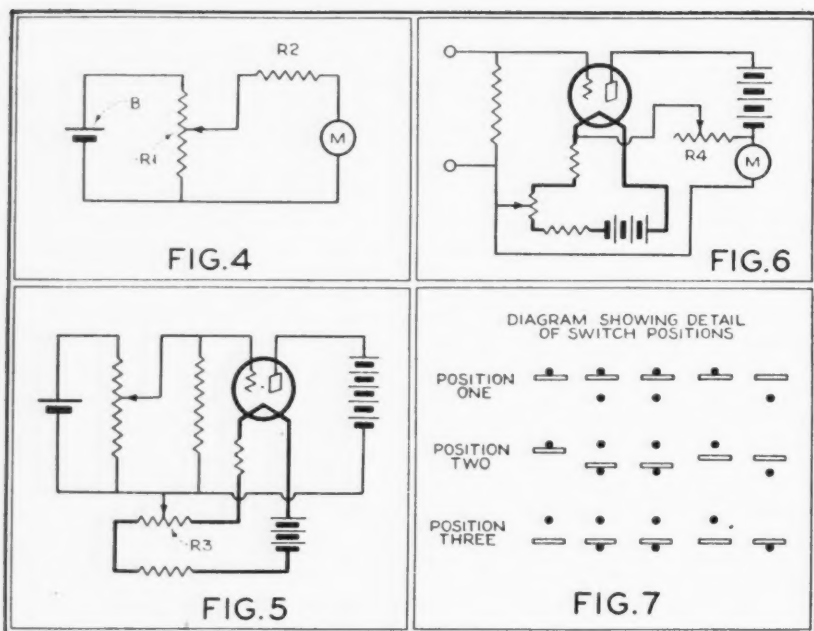 R2
B
R1
M
FIG.4
R4
M
FIG.6
R3
FIG.5
DIAGRAM SHOWING DETAIL
OF SWITCH POSITIONS
POSITION
ONE
POSITION
TWO
POSITION
THREE
FIG.7